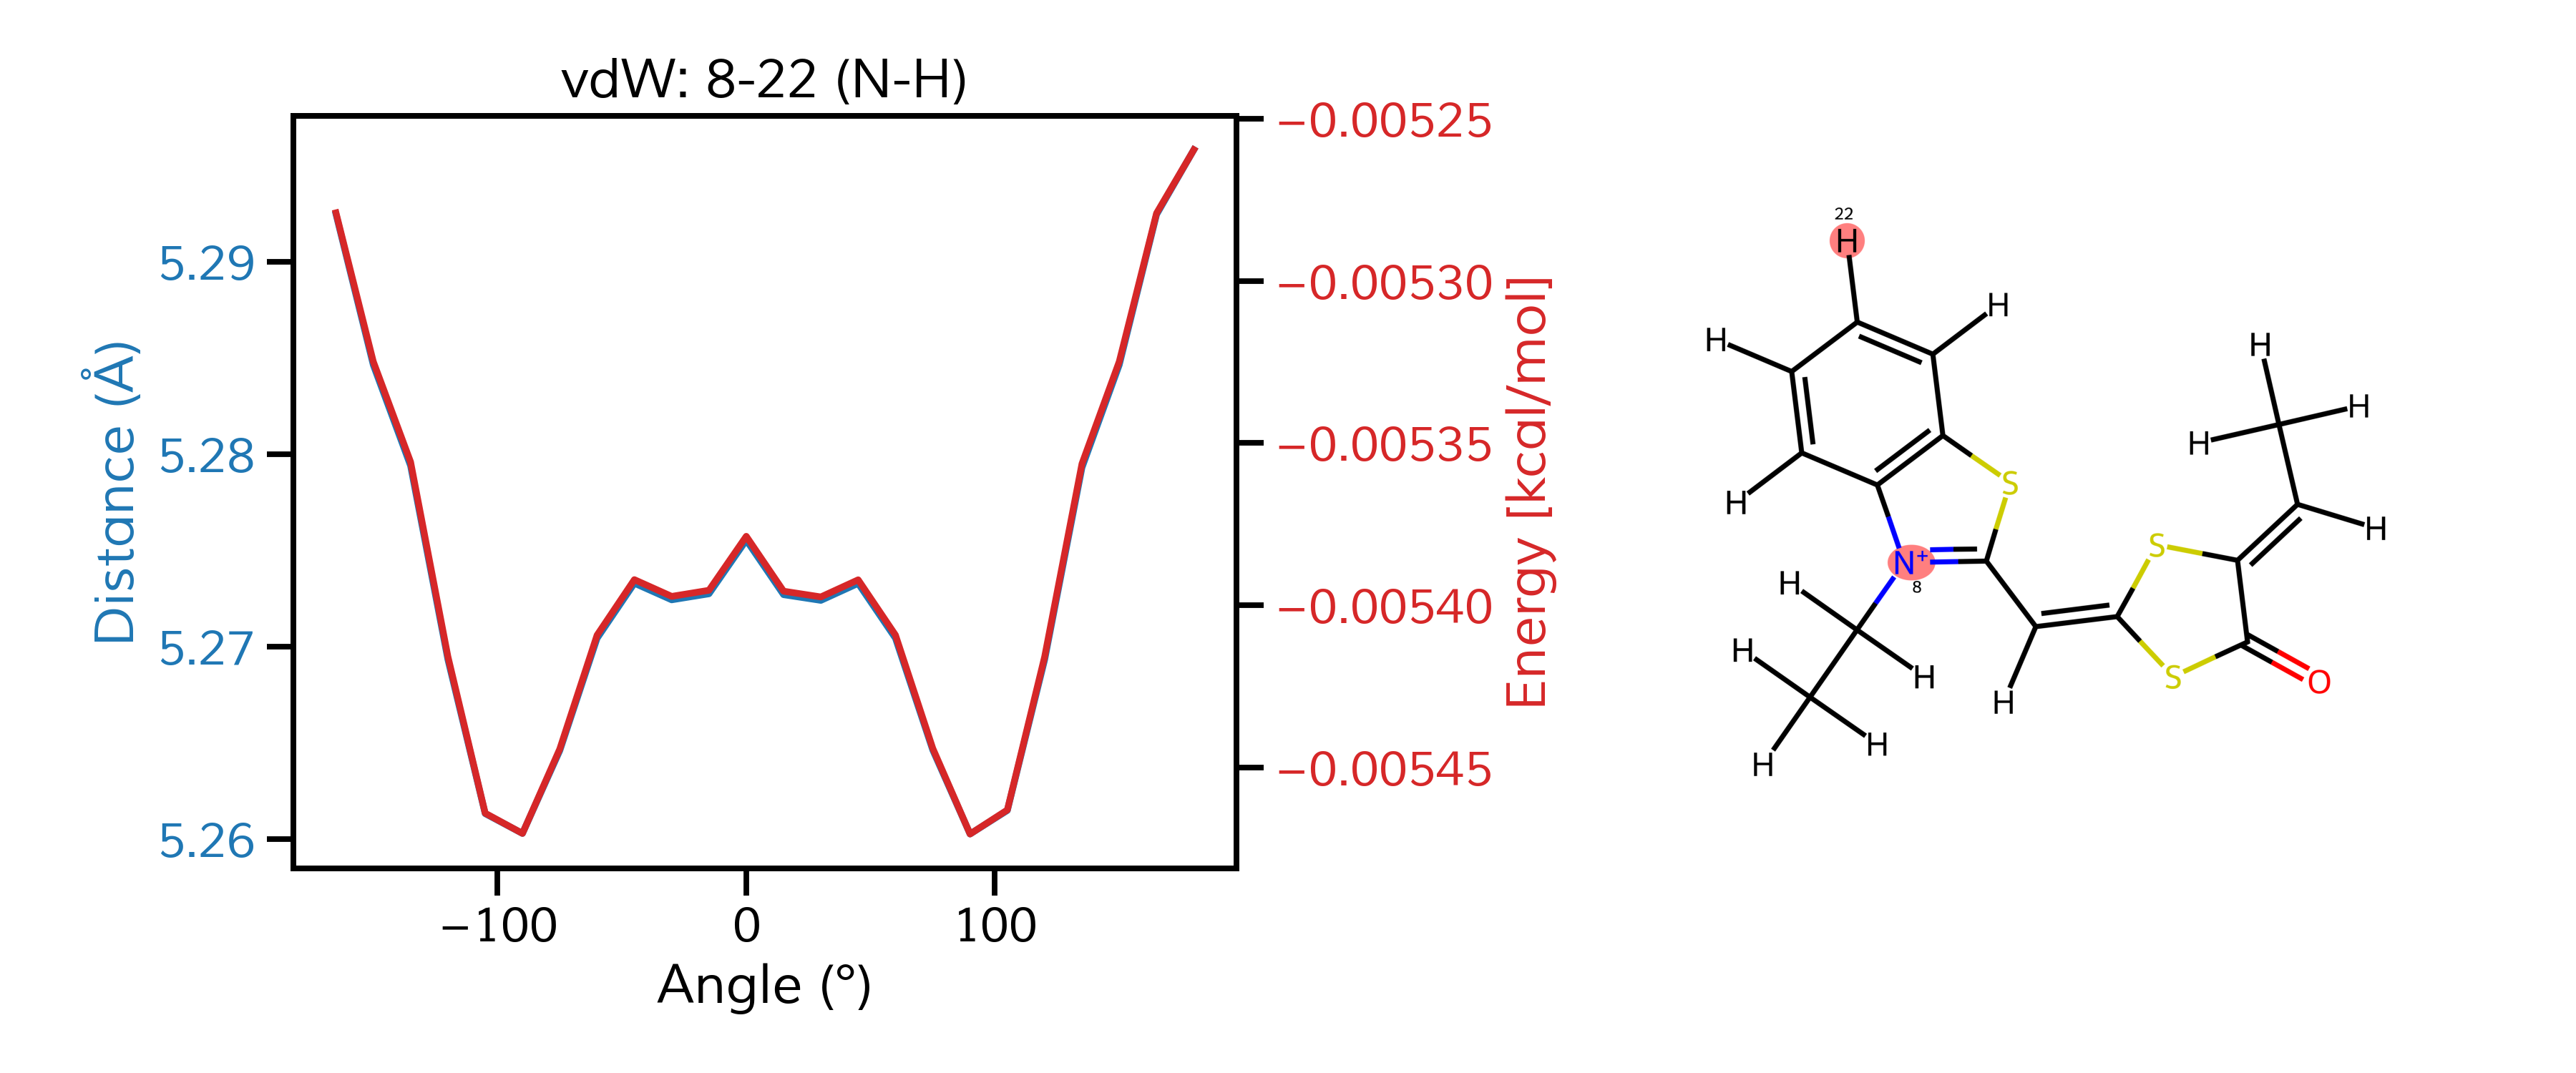 vdW: 8-22 (N-H)
Distance (Å)
5.29
5.28
5.27
5.26
−100
0
100
Angle (°)
−0.00525
−0.00530
−0.00535
−0.00540
−0.00545
Energy [kcal/mol]
22
H
H
H
H
H
H
H
S
H
S
N+
8
H
H
H
S
O
H
H
H
H